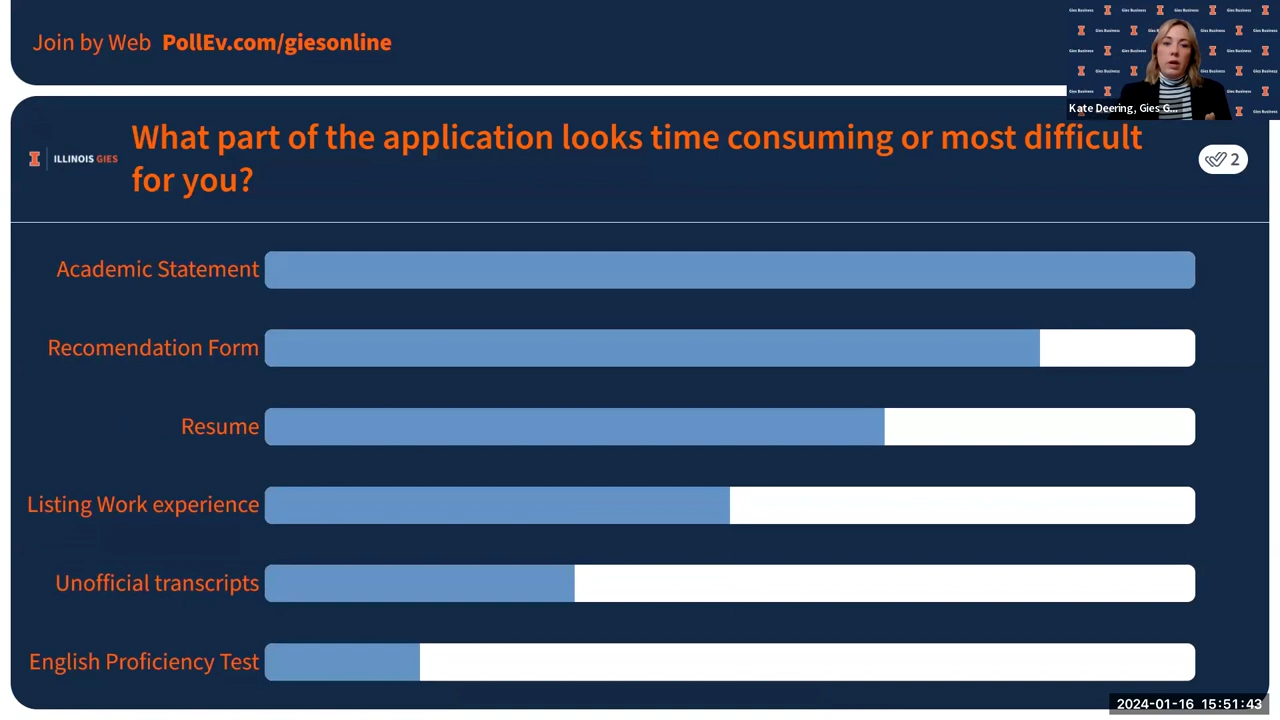 Join by Web PollEv.com/giesonline
Kate Deering, Gies G...
ILLINOIS GIES
What part of the application looks time consuming or most difficult
for you?
2
Academic Statement
Recomendation Form
Resume
Listing Work experience
Unofficial transcripts
English Proficiency Test
2024-01-16 15:51:43